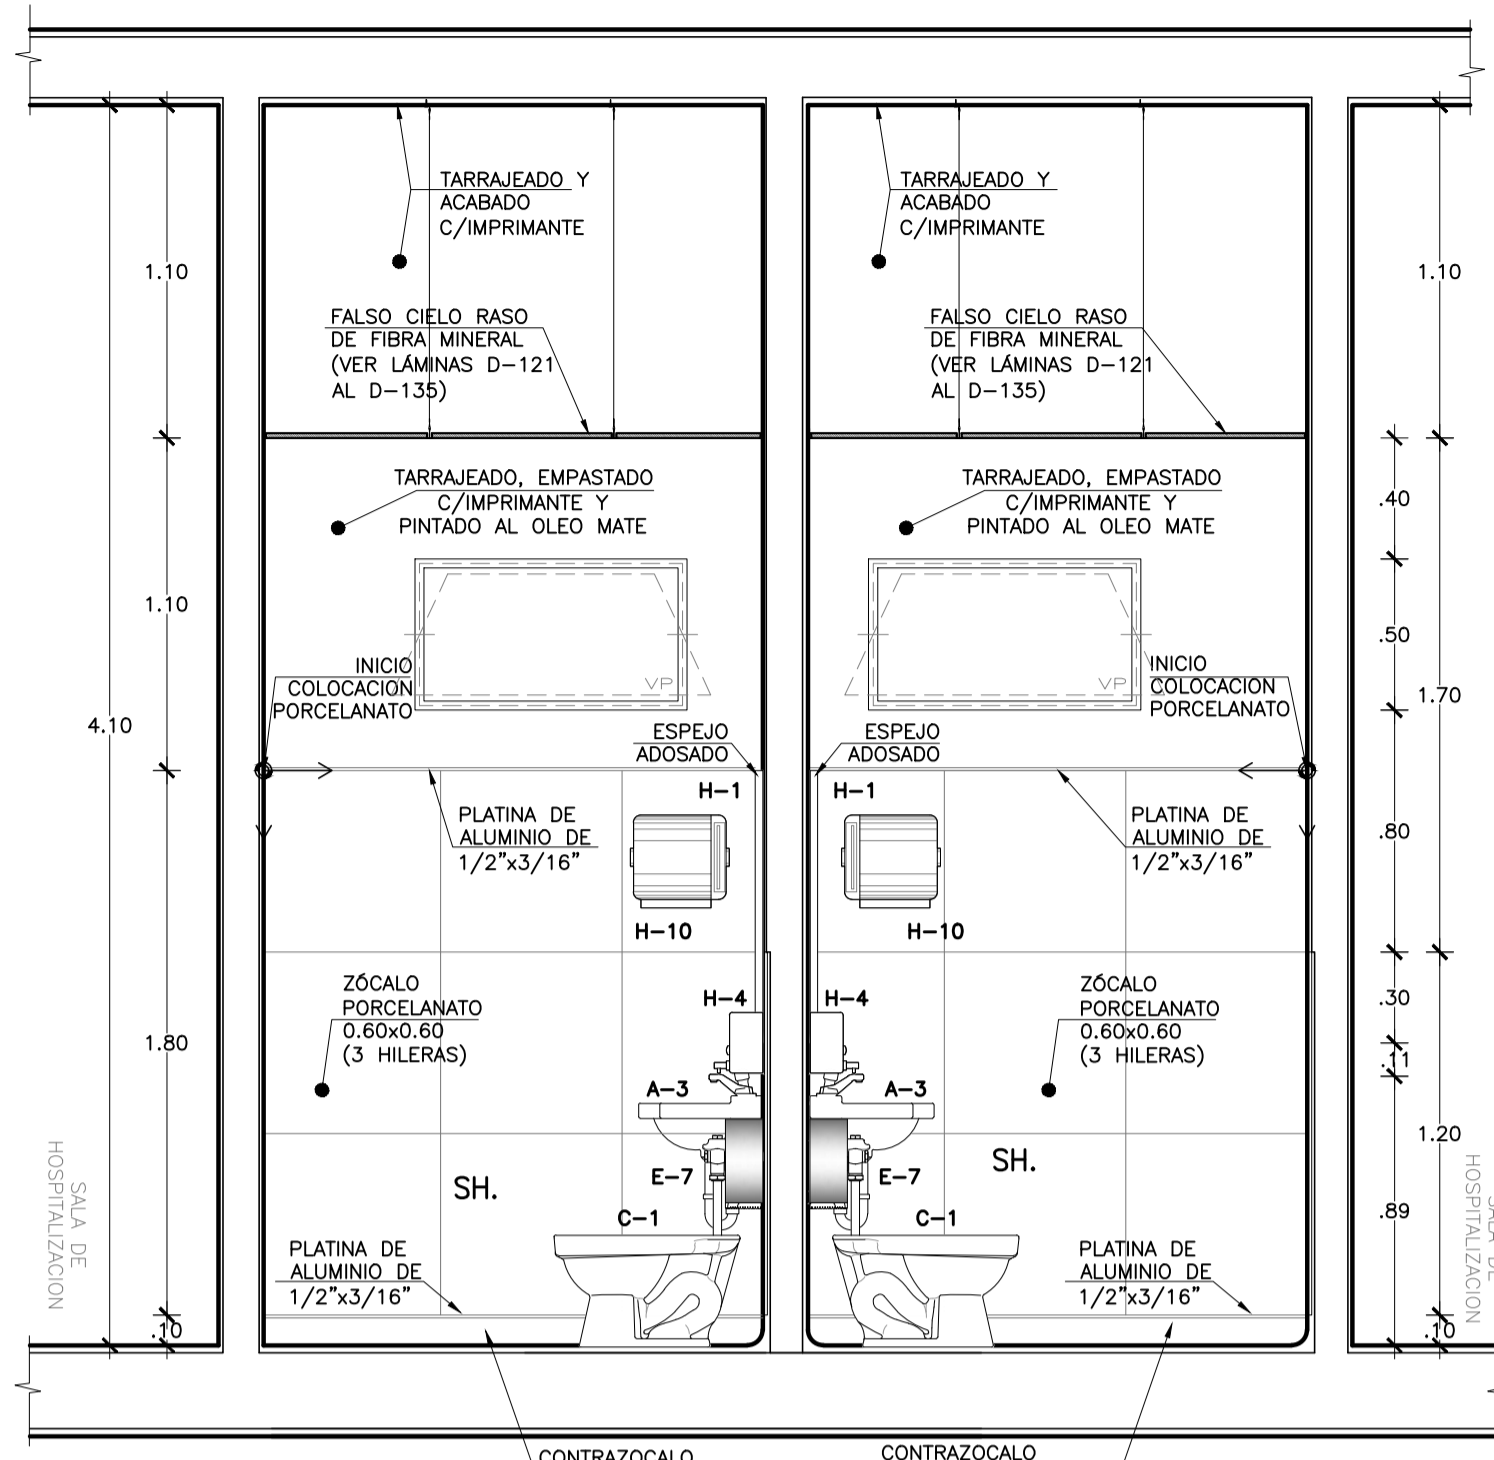 TARRAJEADO Y
ACABADO
C/IMPRIMANTE
TARRAJEADO Y
ACABADO
C/IMPRIMANTE
1.10
1.10
FALSO CIELO RASO
DE FIBRA MINERAL
(VER LÁMINAS D-121
AL D-135)
FALSO CIELO RASO
DE FIBRA MINERAL
(VER LÁMINAS D-121
AL D-135)
TARRAJEADO, EMPASTADO
C/IMPRIMANTE Y
PINTADO AL OLEO MATE
TARRAJEADO, EMPASTADO
C/IMPRIMANTE Y
PINTADO AL OLEO MATE
.40
1.10
.50
INICIO
COLOCACION
PORCELANATO
VP
VP
INICIO
COLOCACION
PORCELANATO
1.70
4.10
ESPEJO
ADOSADO
ESPEJO
ADOSADO
H-1
H-1
PLATINA DE
ALUMINIO DE
1/2"x3/16"
PLATINA DE
ALUMINIO DE
1/2"x3/16"
.80
H-10
H-10
ZÓCALO
PORCELANATO
0.60x0.60
(3 HILERAS)
H-4
H-4
ZÓCALO
PORCELANATO
0.60x0.60
(3 HILERAS)
.30
1.80
.11
A-3
A-3
1.20
SH.
E-7
E-7
SH.
C-1
C-1
.89
SALA DE
HOSPITALIZACION
SALA DE
HOSPITALIZACION
PLATINA DE
ALUMINIO DE
1/2"x3/16"
PLATINA DE
ALUMINIO DE
1/2"x3/16"
.10
.10
CONTRAZOCALO
CONTRAZOCALO